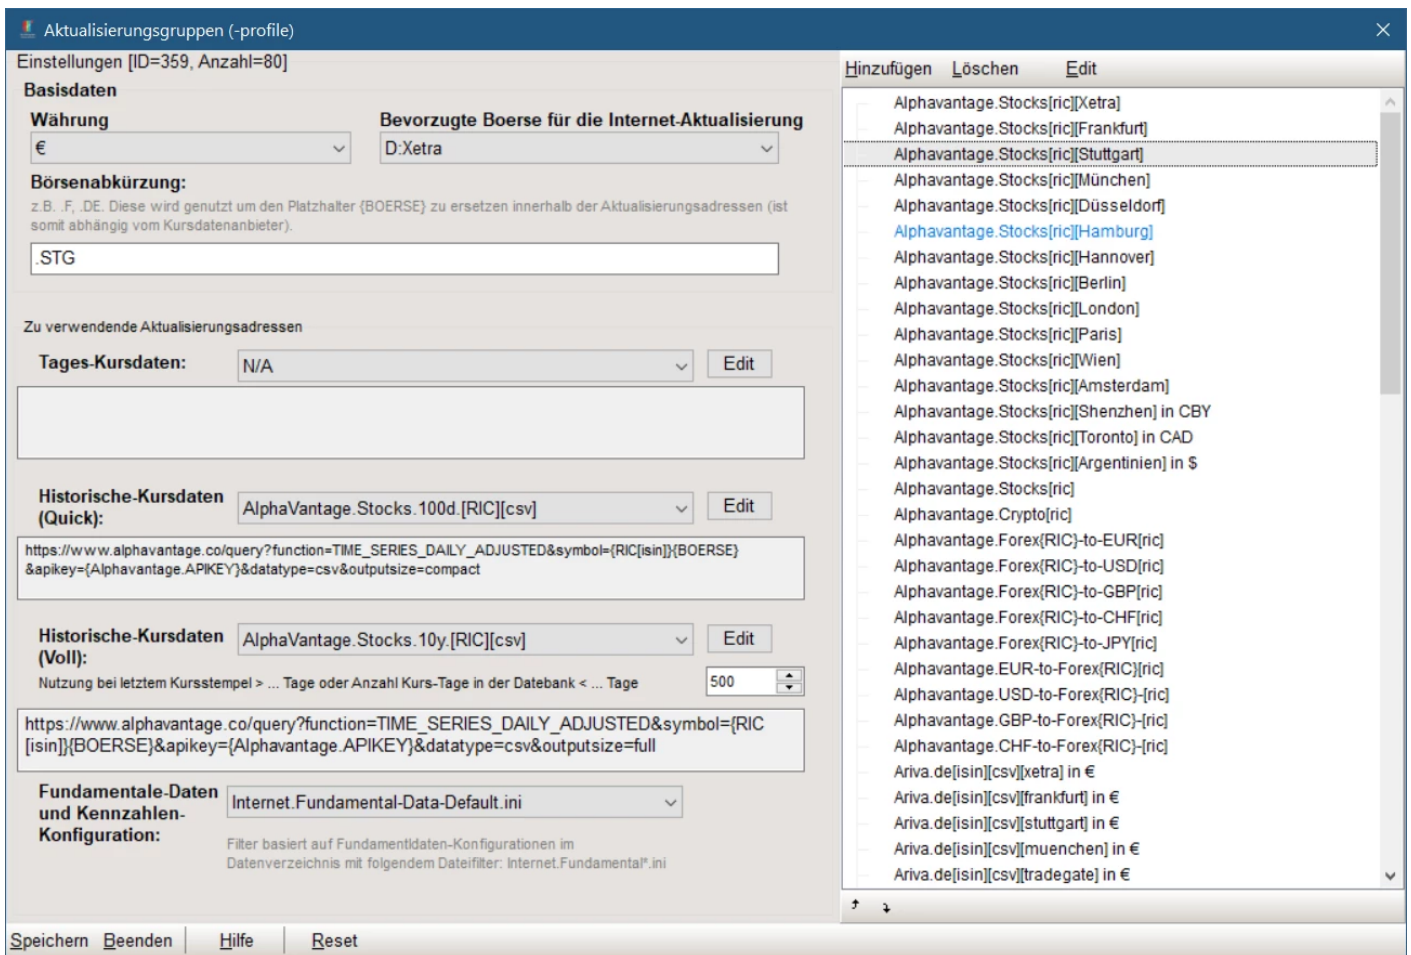 Aktualisierungsgruppen (-profile)
Einstellungen [ID=359, Anzahl=80]
Basisdaten
Währung
Bevorzugte Boerse für die Internet-Aktualisierung
€
D:Xetra
Börsenabkürzung:
z.B. .F, .DE. Diese wird genutzt um den Platzhalter {BOERSE} zu ersetzen innerhalb der Aktualisierungsadressen (ist
somit abhängig vom Kursdatenanbieter).
.STG
Zu verwendende Aktualisierungsadressen
Tages-Kursdaten:
N/A
Edit
Historische-Kursdaten
(Quick):
AlphaVantage.Stocks.100d.[RIC][csv]
Edit
https://www.alphavantage.co/query?function=TIME_SERIES_DAILY_ADJUSTED&symbol={RIC[isin]}{BOERSE}
&apikey={Alphavantage.APIKEY}&datatype=csv&outputsize=compact
Historische-Kursdaten
(Voll):
AlphaVantage.Stocks.10y.[RIC][csv]
Edit
Nutzung bei letztem Kursstempel > ... Tage oder Anzahl Kurs-Tage in der Datebank < ... Tage
500
https://www.alphavantage.co/query?function=TIME_SERIES_DAILY_ADJUSTED&symbol={RIC
[isin]}{BOERSE}&apikey={Alphavantage.APIKEY}&datatype=csv&outputsize=full
Fundamentale-Daten
und Kennzahlen-
Konfiguration:
Internet.Fundamental-Data-Default.ini
Filter basiert auf Fundamentldaten-Konfigurationen im
Datenverzeichnis mit folgendem Dateifilter: Internet.Fundamental*.ini
Speichern Beenden Hilfe Reset
Hinzufügen Löschen Edit
Alphavantage.Stocks[ric][Xetra]
Alphavantage.Stocks[ric][Frankfurt]
Alphavantage.Stocks[ric][Stuttgart]
Alphavantage.Stocks[ric][München]
Alphavantage.Stocks[ric][Düsseldorf]
Alphavantage.Stocks[ric][Hamburg]
Alphavantage.Stocks[ric][Hannover]
Alphavantage.Stocks[ric][Berlin]
Alphavantage.Stocks[ric][London]
Alphavantage.Stocks[ric][Paris]
Alphavantage.Stocks[ric][Wien]
Alphavantage.Stocks[ric][Amsterdam]
Alphavantage.Stocks[ric][Shenzhen] in CBY
Alphavantage.Stocks[ric][Toronto] in CAD
Alphavantage.Stocks[ric][Argentinien] in $
Alphavantage.Stocks[ric]
Alphavantage.Crypto[ric]
Alphavantage.Forex{RIC}-to-EUR[ric]
Alphavantage.Forex{RIC}-to-USD[ric]
Alphavantage.Forex{RIC}-to-GBP[ric]
Alphavantage.Forex{RIC}-to-CHF[ric]
Alphavantage.Forex{RIC}-to-JPY[ric]
Alphavantage.EUR-to-Forex{RIC}[ric]
Alphavantage.USD-to-Forex{RIC}-[ric]
Alphavantage.GBP-to-Forex{RIC}-[ric]
Alphavantage.CHF-to-Forex{RIC}-[ric]
Ariva.de[isin][csv][xetra] in €
Ariva.de[isin][csv][frankfurt] in €
Ariva.de[isin][csv][stuttgart] in €
Ariva.de[isin][csv][muenchen] in €
Ariva.de[isin][csv][tradegate] in €